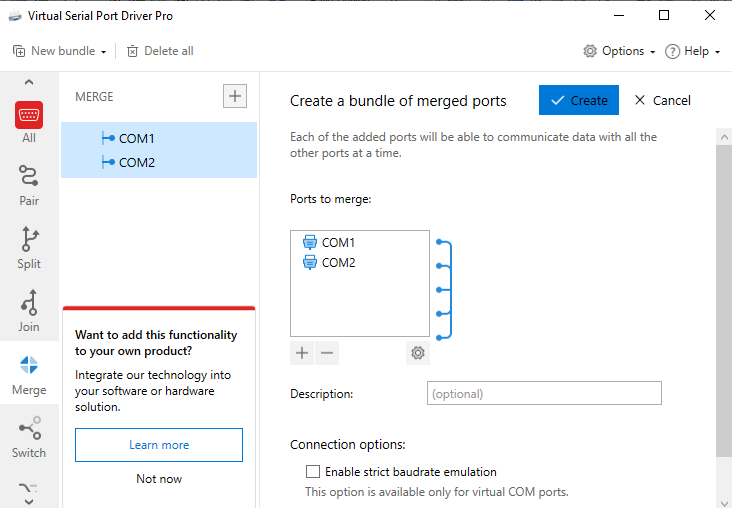 Virtual Serial Port Driver Pro
New bundle
Delete all
Options
Help
All
Pair
Split
Join
Merge
Switch
MERGE
COM1
COM2
Want to add this functionality
to your own product?
Integrate our technology into
your software or hardware
solution.
Learn more
Not now
Create a bundle of merged ports
Create
Cancel
Each of the added ports will be able to communicate data with all the
other ports at a time.
Ports to merge:
COM1
COM2
Description:
(optional)
Connection options:
Enable strict baudrate emulation
This option is available only for virtual COM ports.